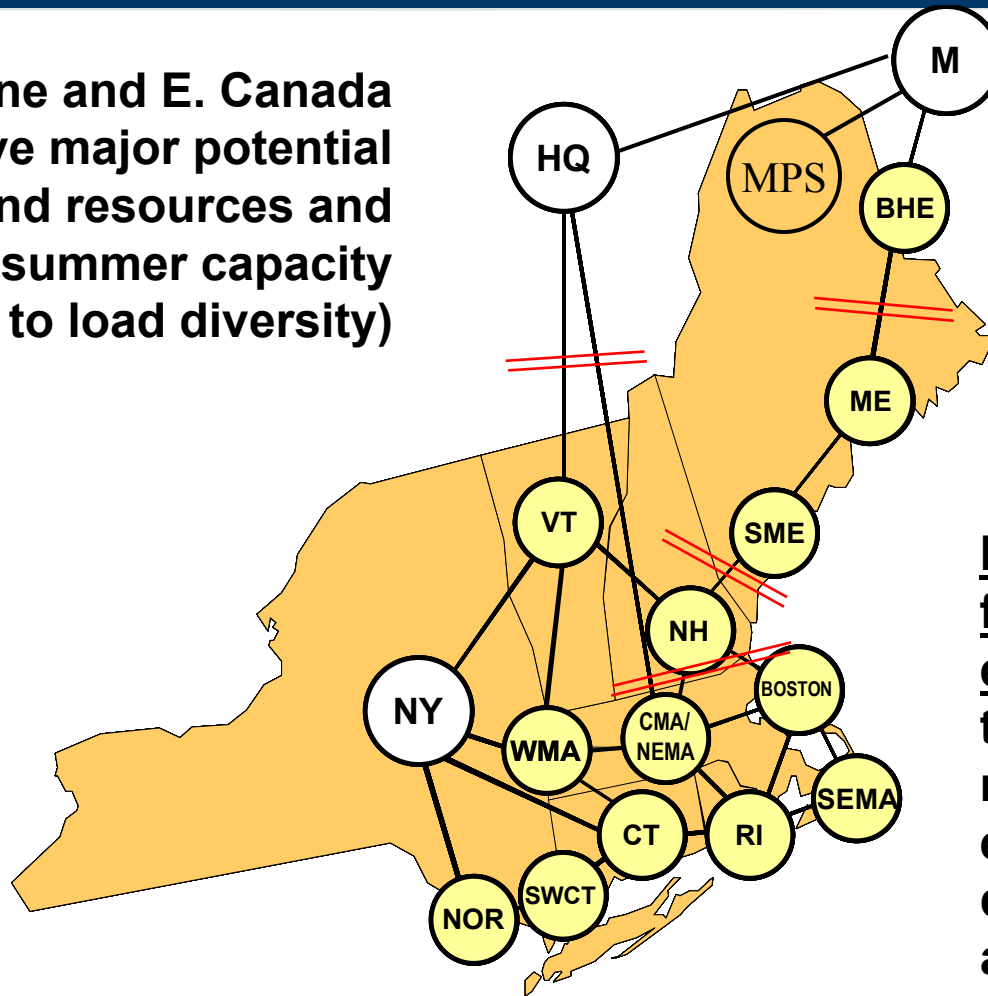 ne and E. Canada
ve major potential
nd resources and
summer capacity
to load diversity)
M
HQ
MPS
BHE
ME
VT
SME
NH
BOSTON
NY
CMA/
NEMA
WMA
SEMA
CT
RI
SWCT
NOR